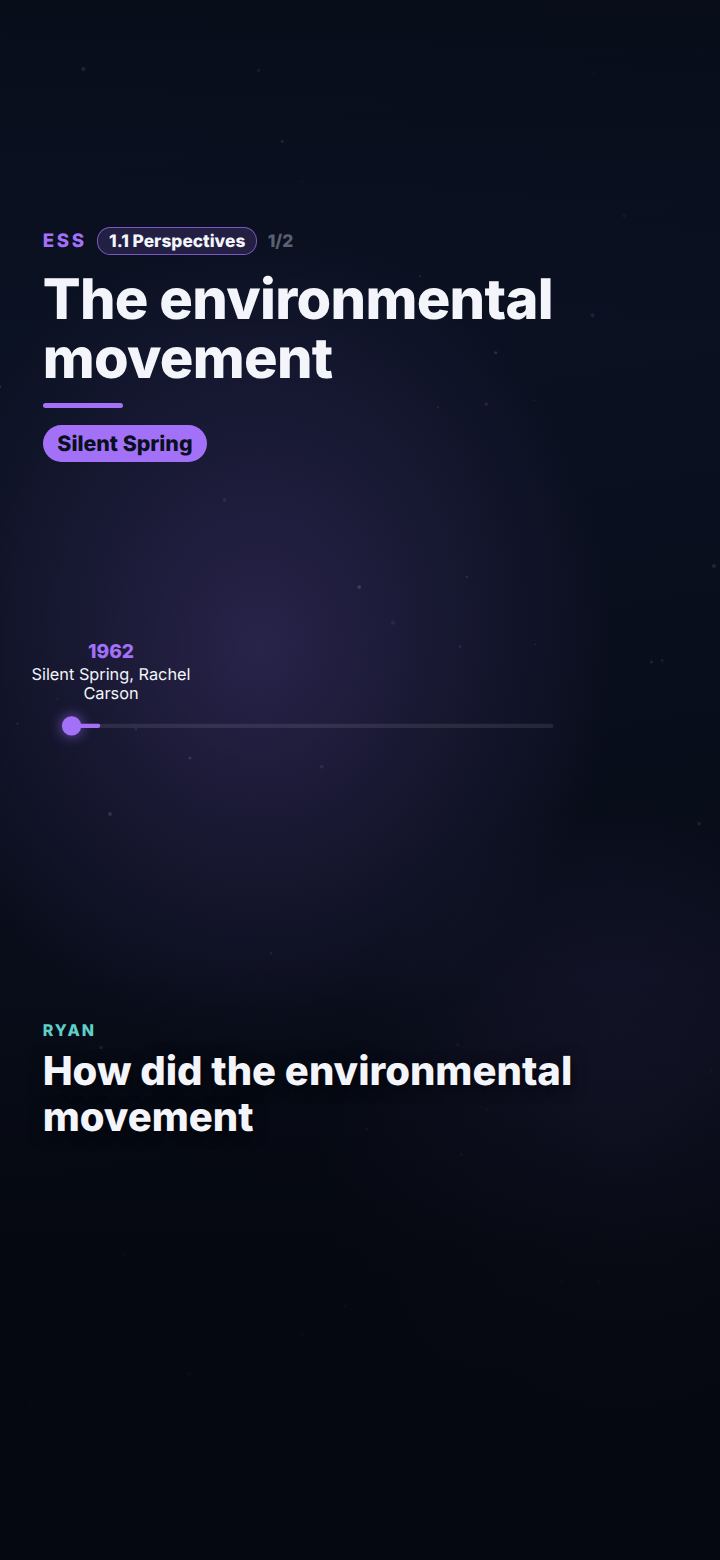 ESS 1.1 Perspectives 1/2
The environmental
movement
Silent Spring
1962
Silent Spring, Rachel
Carson
RYAN
How did the environmental
movement